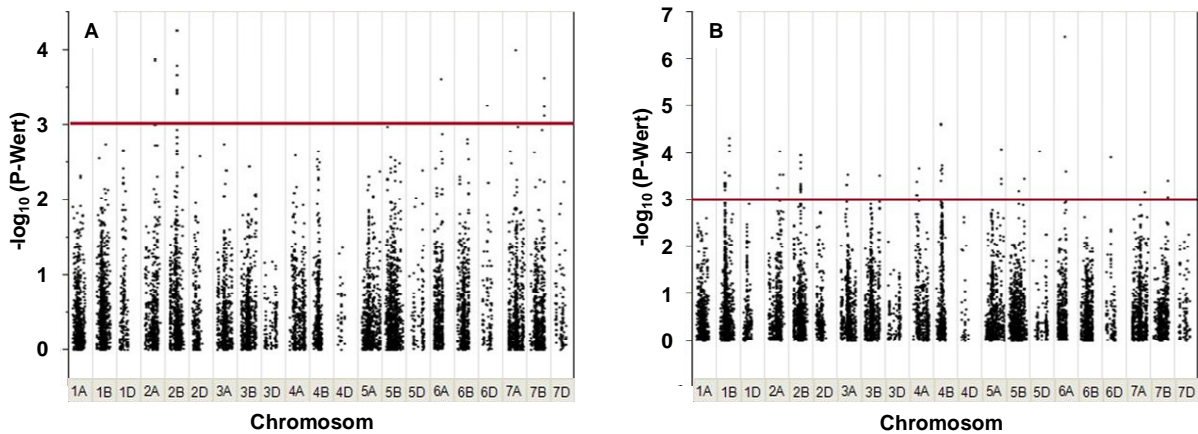 A
4
3
2
1
0
-log10 (P-Wert)
1A 1B 1D 2A 2B 2D 3A 3B 3D 4A 4B 4D 5A 5B 5D 6A 6B 6D 7A 7B 7D
Chromosom
B
7
6
5
4
3
2
1
0
-log10 (P-Wert)
1A 1B 1D 2A 2B 2D 3A 3B 3D 4A 4B 4D 5A 5B 5D 6A 6B 6D 7A 7B 7D
Chromosom